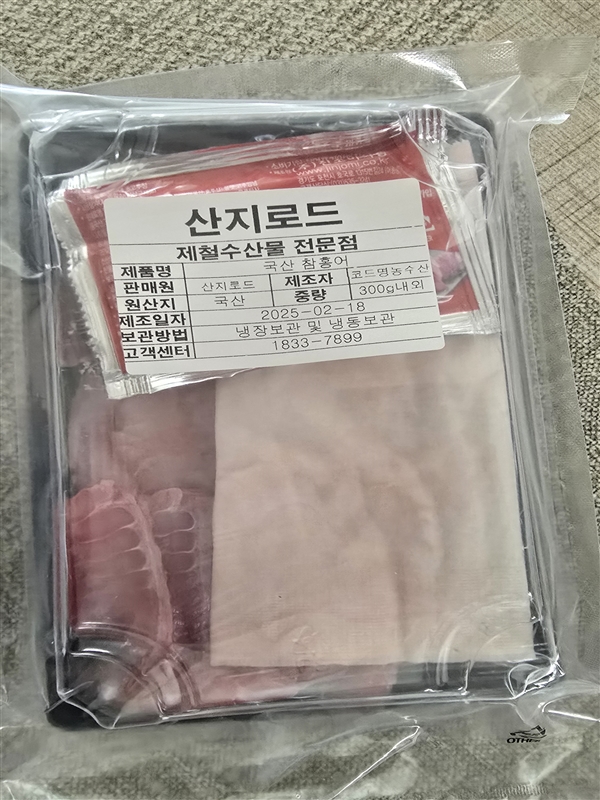 산지로드
제철수산물 전문점
제품명 국산 참홍어
판매원 산지로드 제조자 코드명농수산
원산지 국산 중량 300g내외
제조일자 2025-02-18
보관방법 냉장보관 및 냉동보관
고객센터 1833-7899
OTHER